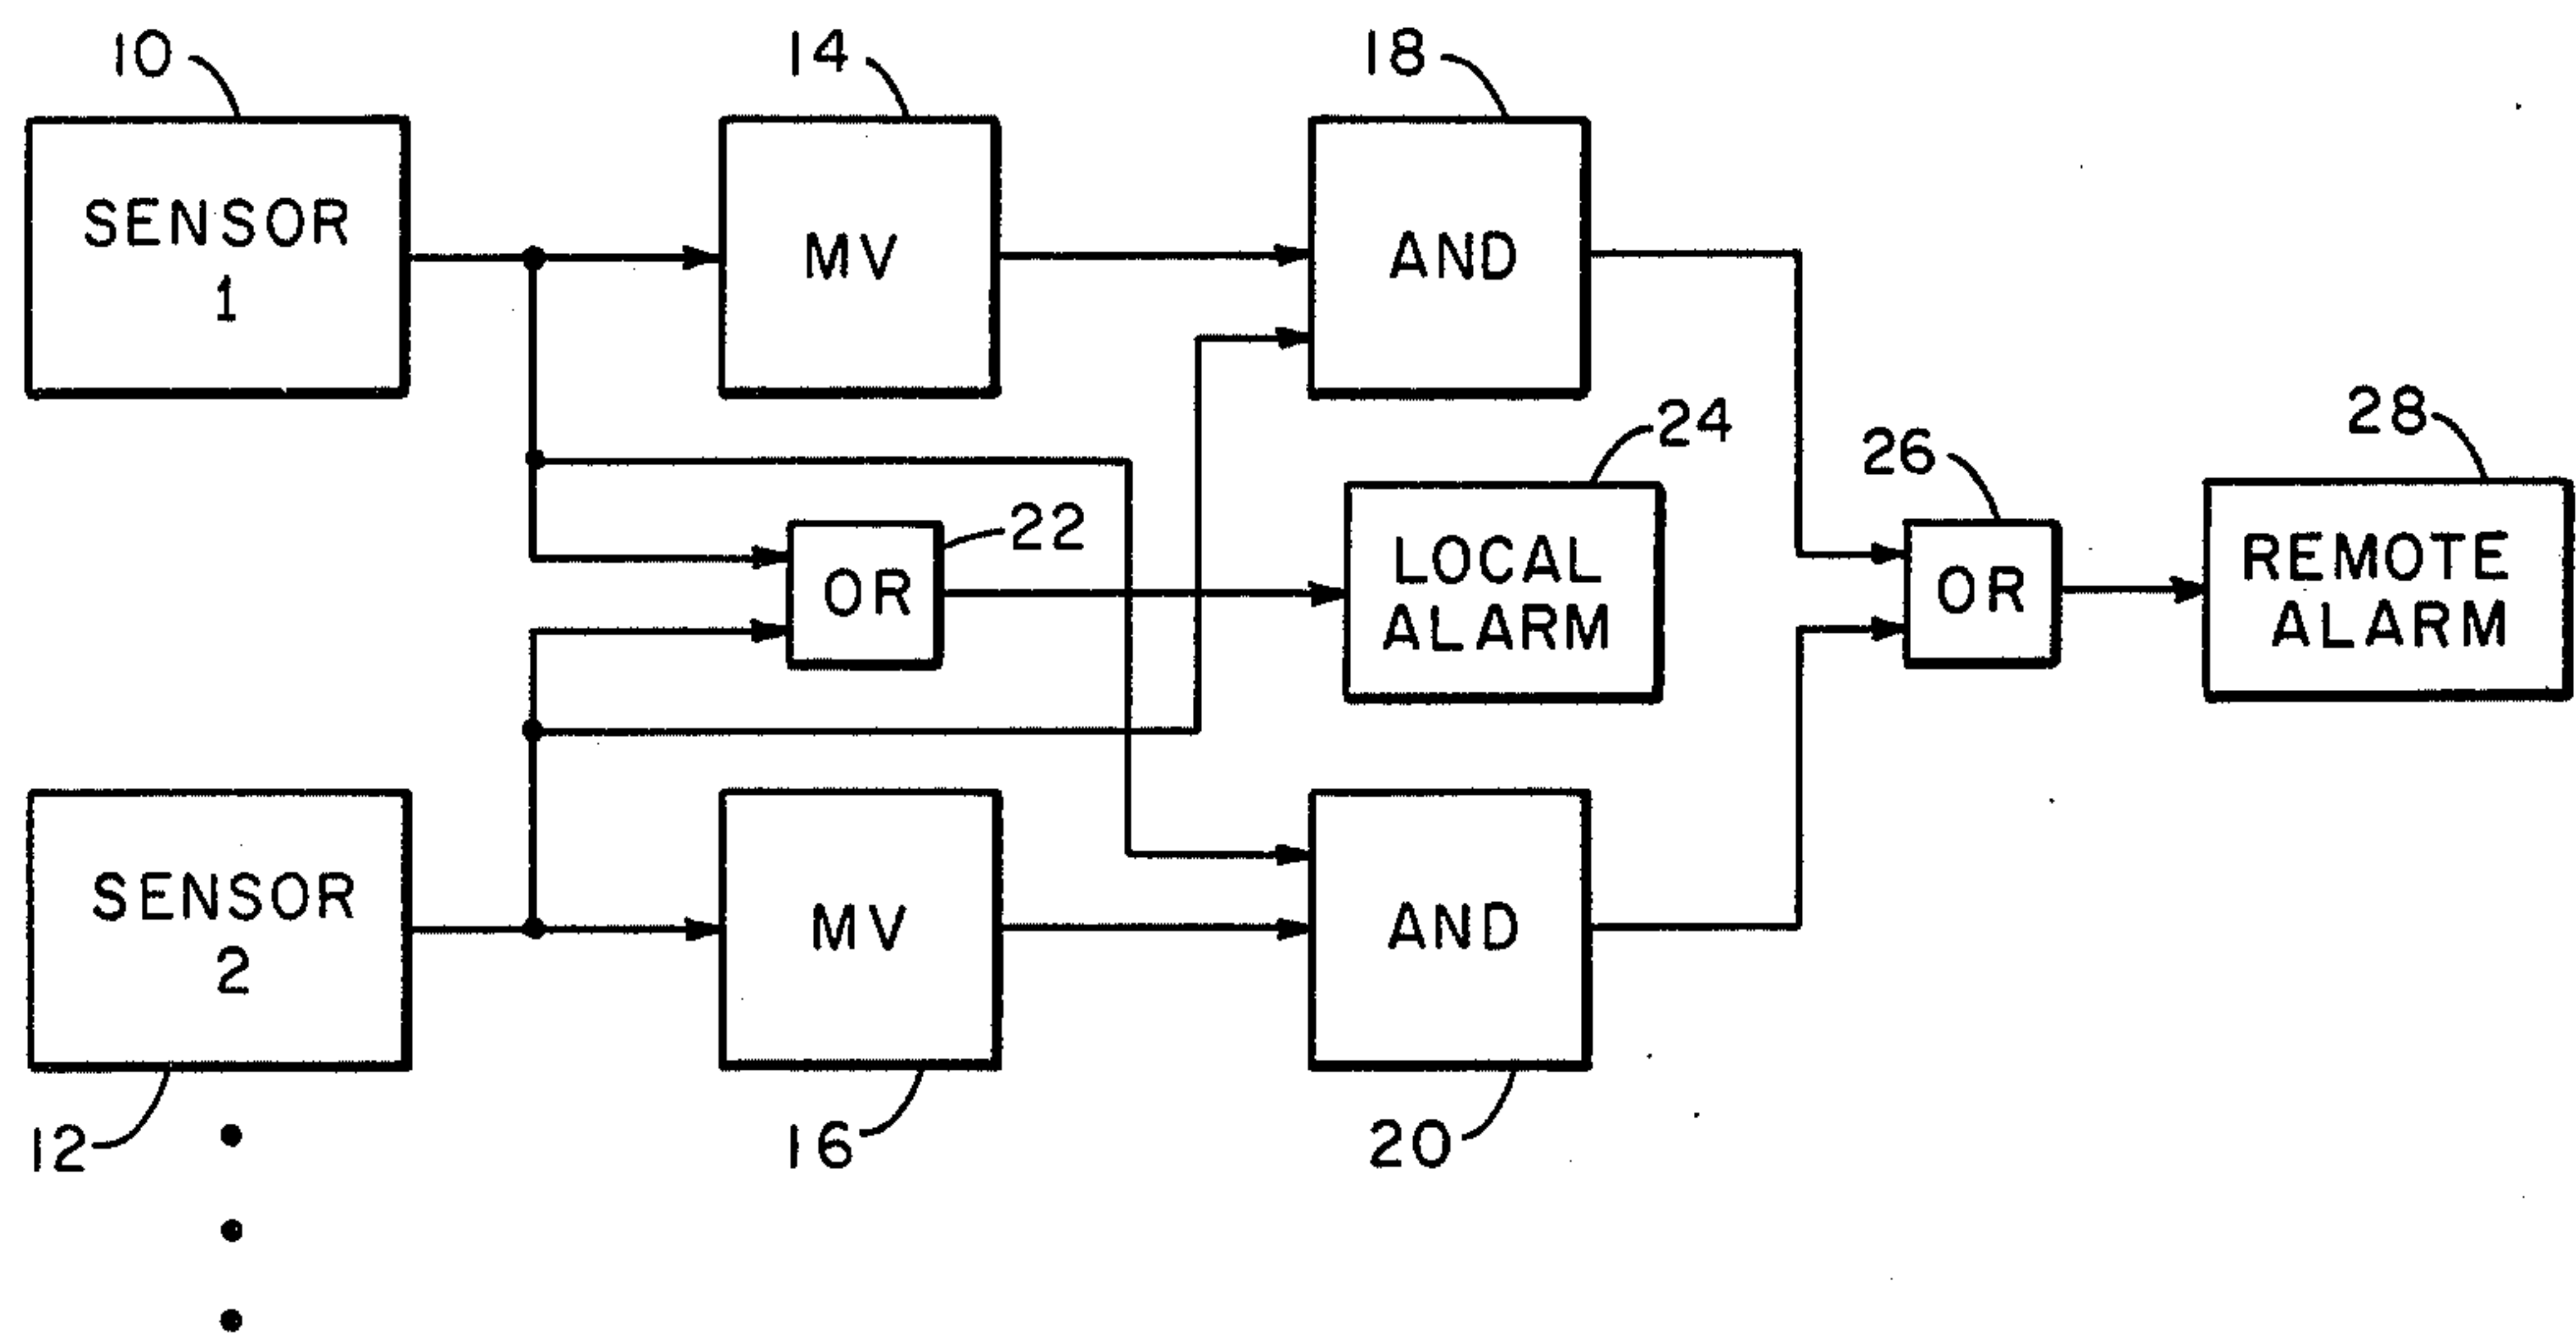 10
14
18
SENSOR
1
MV
AND
24
26
28
22
OR
LOCAL
ALARM
OR
REMOTE
ALARM
SENSOR
2
MV
AND
12
16
20